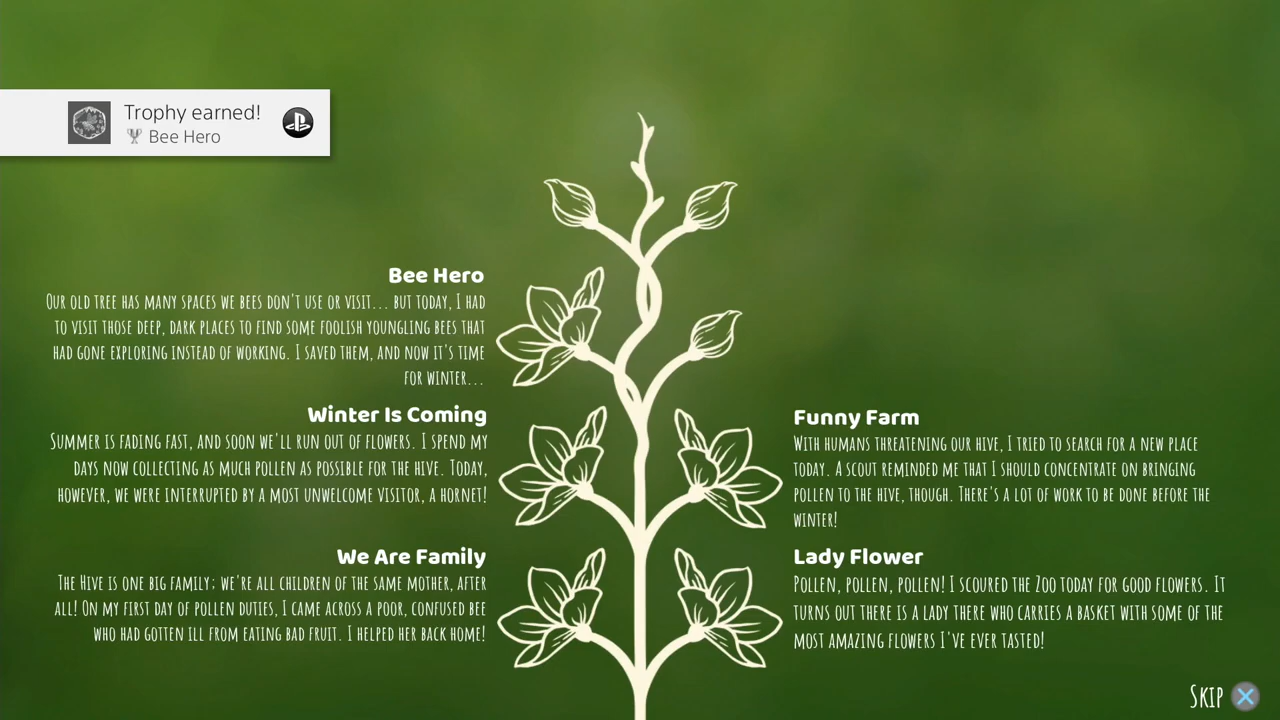 Trophy earned!
Bee Hero
Bee Hero
Our old tree has many spaces we bees don't use or visit... but today, I had
to visit those deep, dark places to find some foolish youngling bees that
had gone exploring instead of working. I saved them, and now it's time
for winter...
Winter Is Coming
Summer is fading fast, and soon we'll run out of flowers. I spend my
days now collecting as much pollen as possible for the hive. Today,
however, we were interrupted by a most unwelcome visitor, a hornet!
We Are Family
The Hive is one big family; we're all children of the same mother, after
all! On my first day of pollen duties, I came across a poor, confused bee
who had gotten ill from eating bad fruit. I helped her back home!
Funny Farm
With humans threatening our hive, I tried to search for a new place
today. A scout reminded me that I should concentrate on bringing
pollen to the hive, though. There's a lot of work to be done before the
winter!
Lady Flower
Pollen, pollen, pollen! I scoured the Zoo today for good flowers. It
turns out there is a lady there who carries a basket with some of the
most amazing flowers I've ever tasted!
Skip